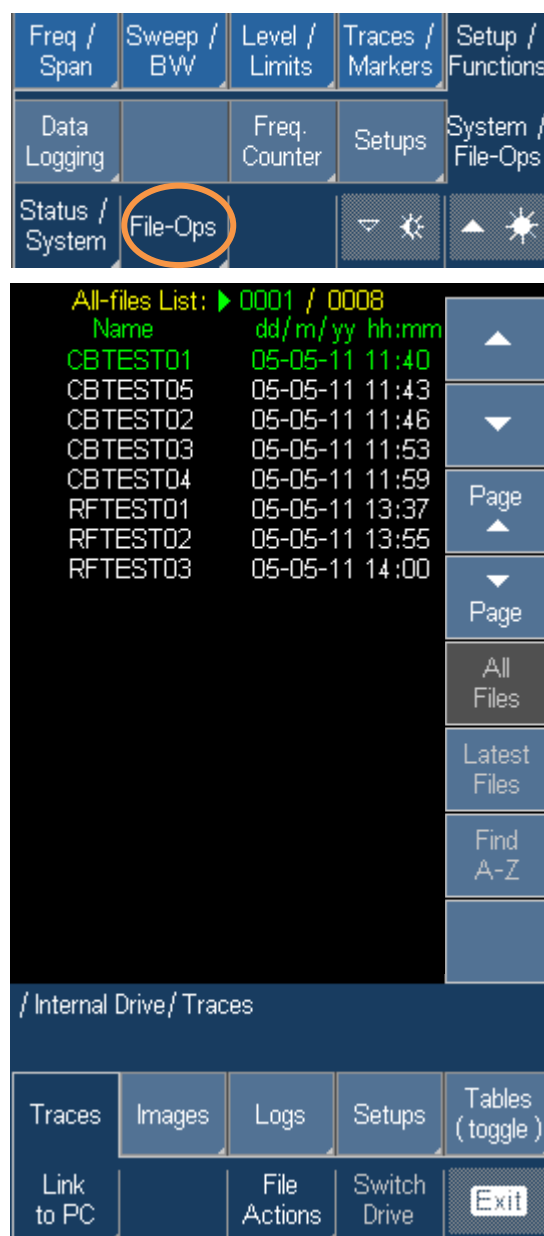 Freq / Sweep / Level / Traces / Setup /
Span BW Limits Markers Functions
Data Freq. Setups System /
Logging Counter File-Ops
Status / File-Ops
System
All-files List: 0001 / 0008
Name dd/m/yy hh:mm
CBTEST01 05-05-11 11:40
CBTEST05 05-05-11 11:43
CBTEST02 05-05-11 11:46
CBTEST03 05-05-11 11:53
CBTEST04 05-05-11 11:59
RFTEST01 05-05-11 13:37
RFTEST02 05-05-11 13:55
RFTEST03 05-05-11 14:00
Page
Page
All
Files
Latest
Files
Find
A-Z
/ Internal Drive/ Traces
Traces Images Logs Setups Tables
( toggle )
Link File Switch Exit
to PC Actions Drive